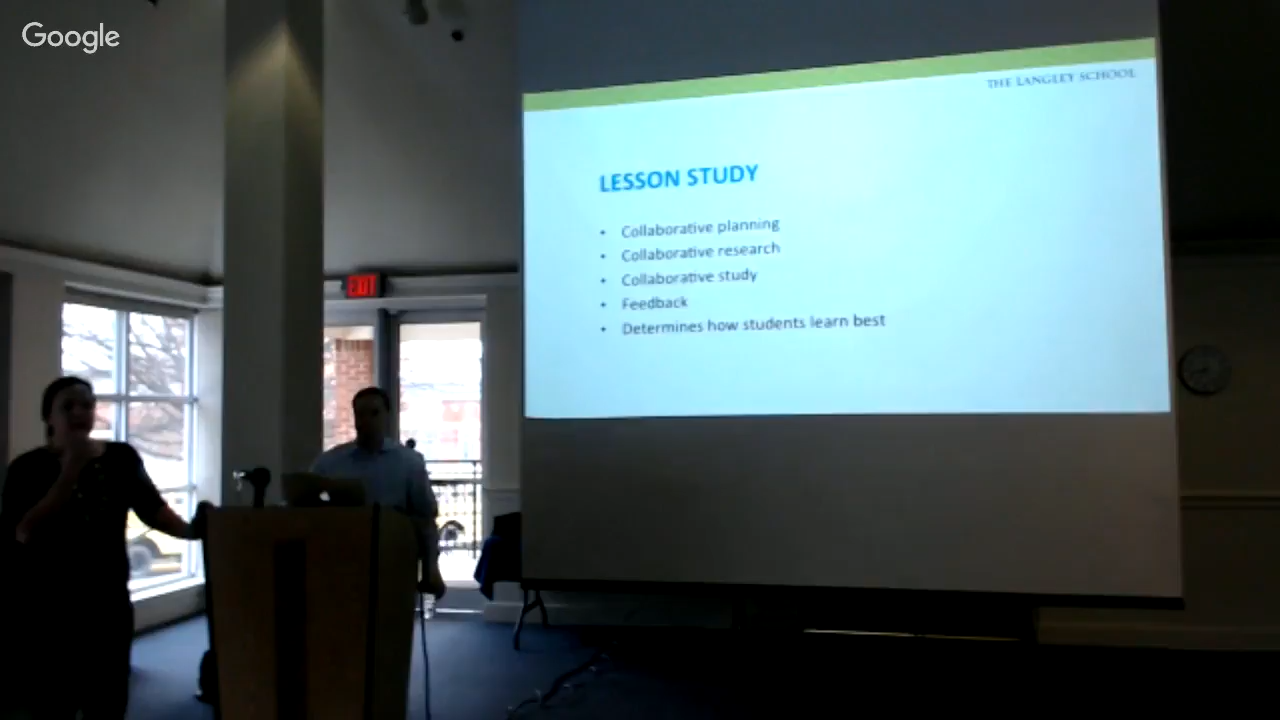 Google
THE LANGLEY SCHOOL
LESSON STUDY
• Collaborative planning
• Collaborative research
• Collaborative study
• Feedback
• Determines how students learn best
EXIT